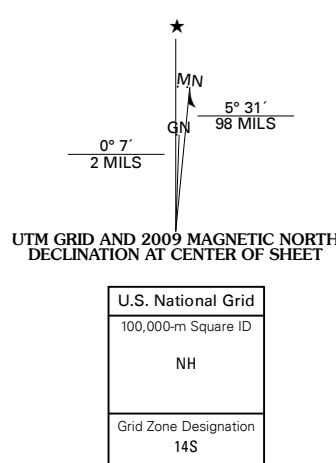 ★
MN
GN
5° 31´
98 MILS
0° 7´
2 MILS
UTM GRID AND 2009 MAGNETIC NORTH
DECLINATION AT CENTER OF SHEET
U.S. National Grid
100,000-m Square ID
NH
Grid Zone Designation
14S